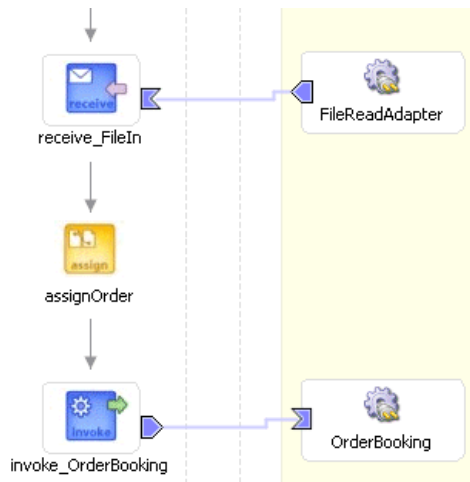 receive
receive_FileIn
FileReadAdapter
assign
assignOrder
invoke
invoke_OrderBooking
OrderBooking